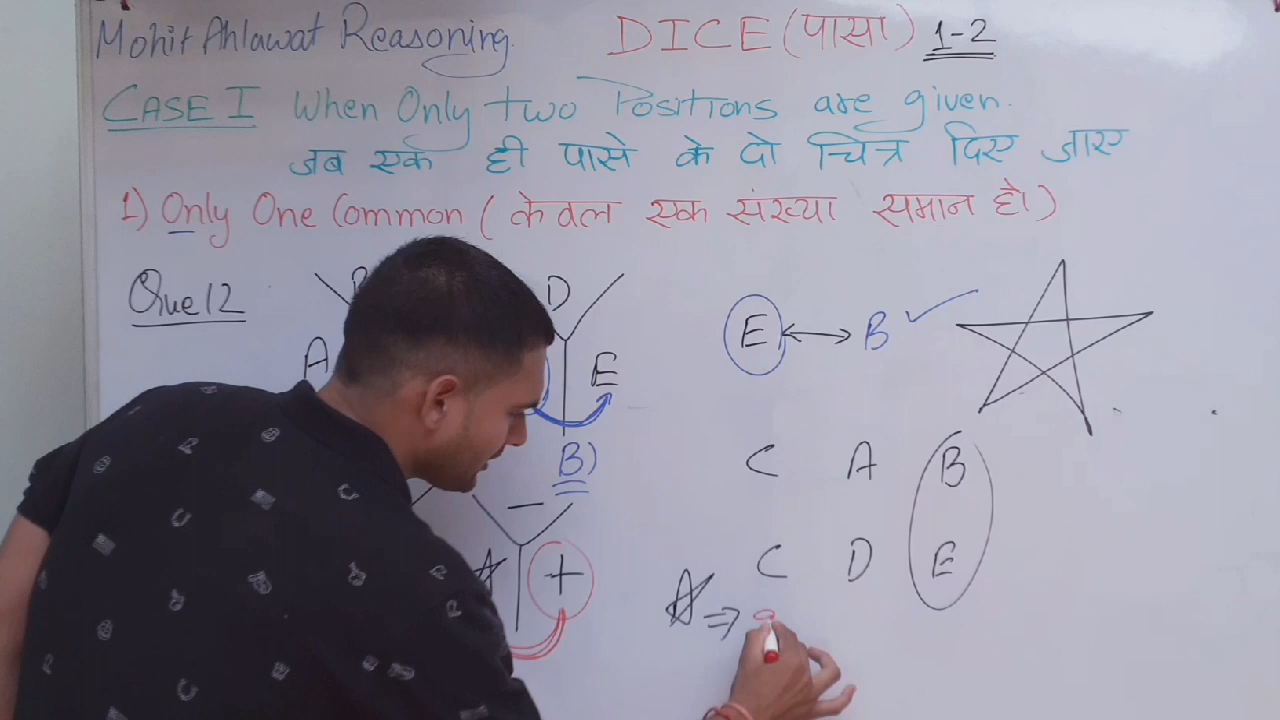 Mohit Ahlawat Reasoning DICE (पासा) 1-2
CASE I When Only two Positions are given.
जब एक ही पासे के दो चित्र दिए जाए
1) Only One Common (केवल एक संख्या समान हो)
Que 12
D
A E
E ↔ B ✓
B)
C A B
C D E
- +
⇒